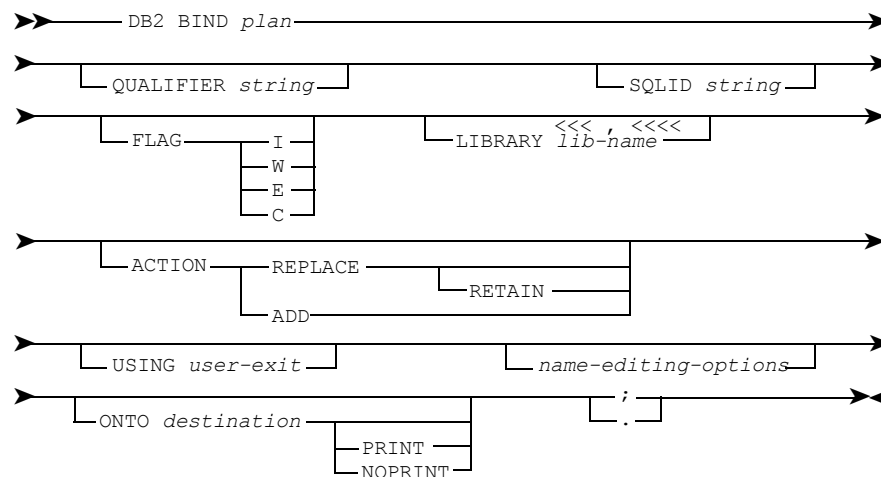 DB2 BIND plan
QUALIFIER string SQLID string
<<< , <<<<
FLAG I LIBRARY lib-name
W
E
C
ACTION REPLACE
RETAIN
ADD
USING user-exit name-editing-options
;
ONTO destination .
PRINT
NOPRINT